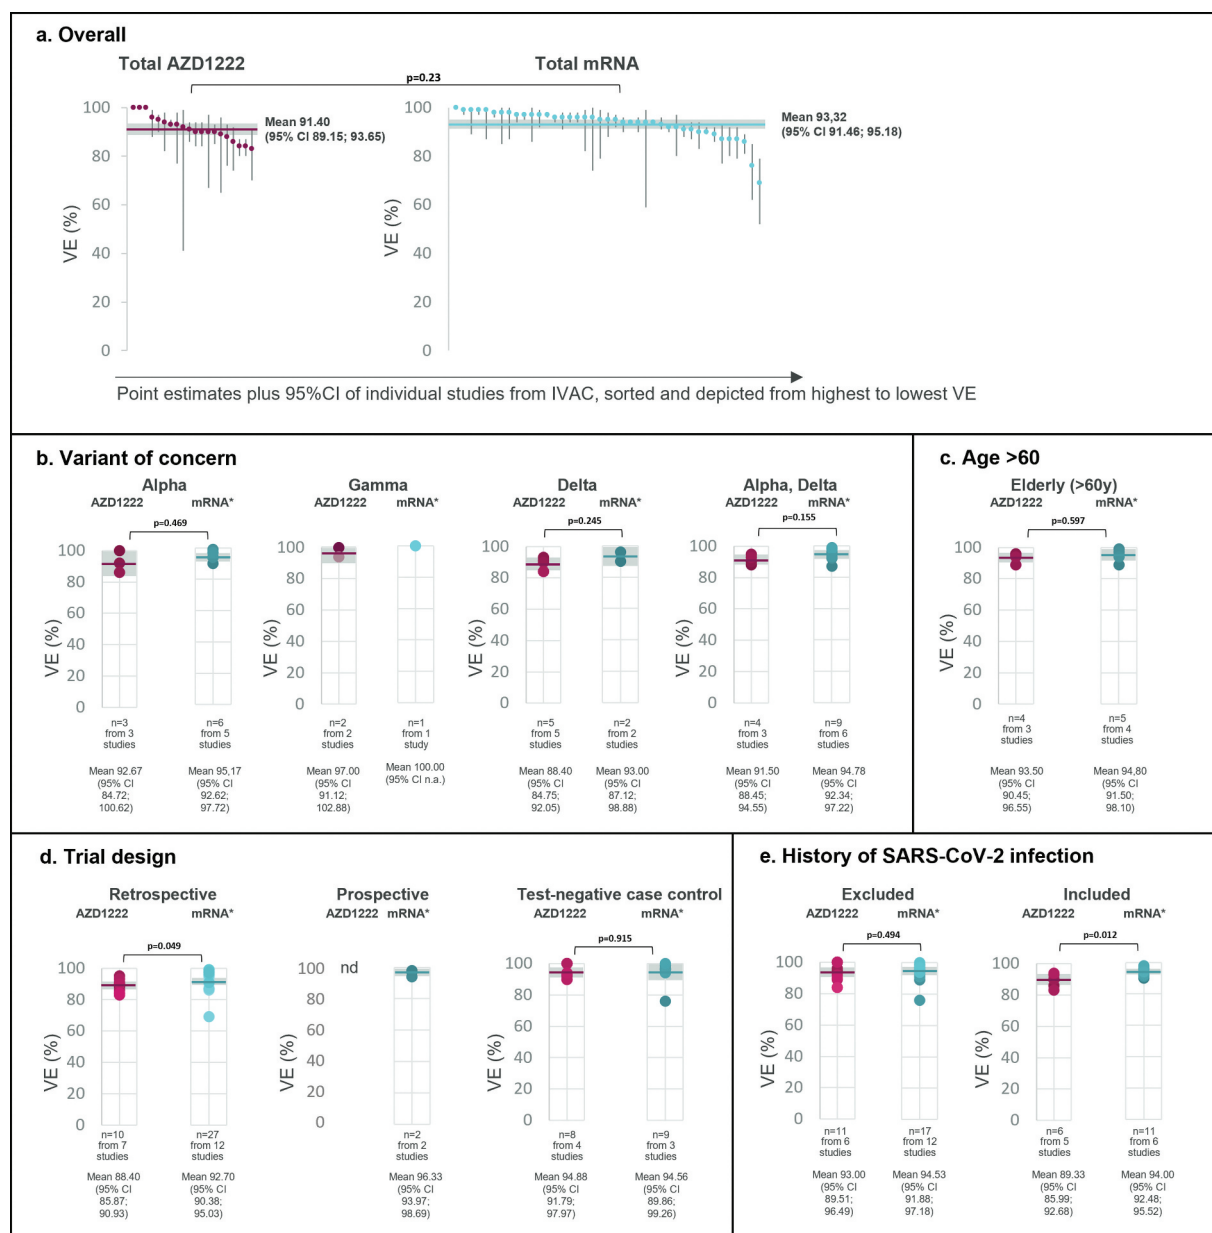 a. Overall
Total AZD1222
Total mRNA
p=0.23
VE (%)
100
80
60
40
20
0
Mean 91.40
(95% CI 89.15; 93.65)
VE (%)
100
80
60
40
20
0
Mean 93,32
(95% CI 91.46; 95.18)
Point estimates plus 95%CI of individual studies from IVAC, sorted and depicted from highest to lowest VE
b. Variant of concern
Alpha
AZD1222 mRNA*
p=0.469
VE (%)
100
80
60
40
20
0
n=3
from 3
studies
n=6
from 5
studies
Mean 92.67
(95% CI
84.72;
100.62)
Mean 95,17
(95% CI
92.62;
97.72)
Gamma
AZD1222 mRNA*
VE (%)
100
80
60
40
20
0
n=2
from 2
studies
n=1
from 1
study
Mean 97.00
(95% CI
91.12;
102.88)
Mean 100.00
(95% CI n.a.)
Delta
AZD1222 mRNA*
p=0.245
VE (%)
100
80
60
40
20
0
n=5
from 5
studies
n=2
from 2
studies
Mean 88.40
(95% CI
84.75;
92.05)
Mean 93.00
(95% CI
87.12;
98.88)
Alpha, Delta
AZD1222 mRNA*
p=0.155
VE (%)
100
80
60
40
20
0
n=4
from 3
studies
n=9
from 6
studies
Mean 91.50
(95% CI
88.45;
94.55)
Mean 94.78
(95% CI
92.34;
97.22)
c. Age >60
Elderly (>60y)
AZD1222 mRNA*
p=0.597
VE (%)
100
80
60
40
20
0
n=4
from 3
studies
n=5
from 4
studies
Mean 93.50
(95% CI
90.45;
96.55)
Mean 94,80
(95% CI
91.50;
98.10)
d. Trial design
Retrospective
AZD1222 mRNA*
p=0.049
VE (%)
100
80
60
40
20
0
n=10
from 7
studies
n=27
from 12
studies
Mean 88.40
(95% CI
85.87;
90.93)
Mean 92.70
(95% CI
90.38;
95.03)
Prospective
AZD1222 mRNA*
nd
VE (%)
100
80
60
40
20
0
n=2
from 2
studies
Mean 96.33
(95% CI
93.97;
98.69)
Test-negative case control
AZD1222 mRNA*
p=0.915
VE (%)
100
80
60
40
20
0
n=8
from 4
studies
n=9
from 3
studies
Mean 94.88
(95% CI
91.79;
97.97)
Mean 94.56
(95% CI
89.86;
99.26)
e. History of SARS-CoV-2 infection
Excluded
AZD1222 mRNA*
p=0.494
VE (%)
100
80
60
40
20
0
n=11
from 6
studies
n=17
from 12
studies
Mean 93.00
(95% CI
89.51;
96.49)
Mean 94.53
(95% CI
91.88;
97.18)
Included
AZD1222 mRNA*
p=0.012
VE (%)
100
80
60
40
20
0
n=6
from 5
studies
n=11
from 6
studies
Mean 89.33
(95% CI
85.99;
92.68)
Mean 94.00
(95% CI
92.48;
95.52)